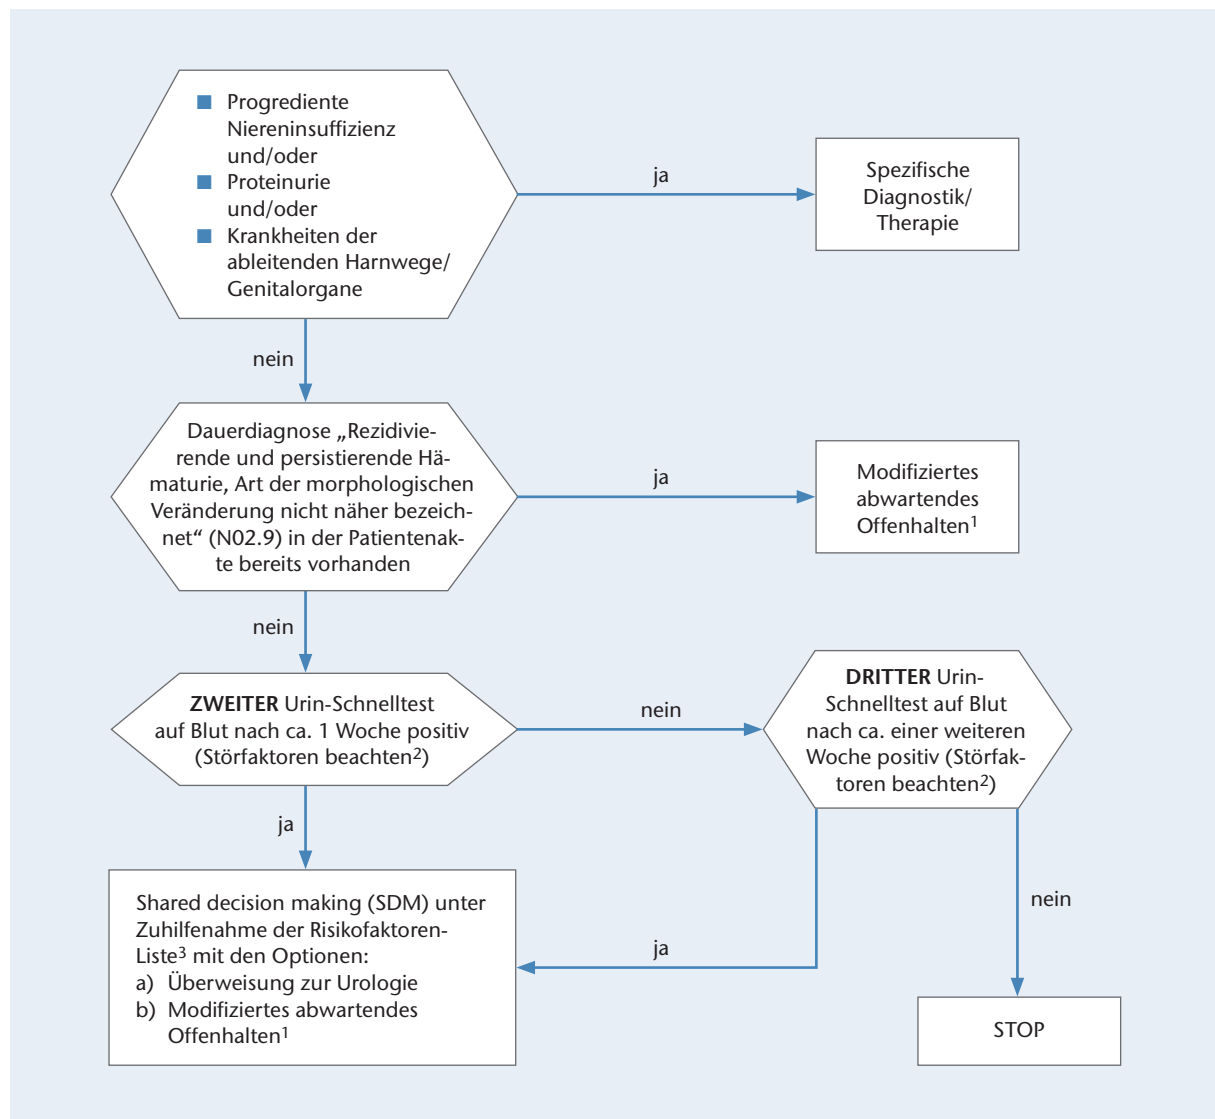 ■ Progrediente
Niereninsuffizienz
und/oder
■ Proteinurie
und/oder
■ Krankheiten der
ableitenden Harnwege/
Genitalorgane
ja
Spezifische
Diagnostik/
Therapie
nein
Dauerdiagnose „Rezidivie-
rende und persistierende Hä-
maturie, Art der morphologischen
Veränderung nicht näher bezeich-
net“ (N02.9) in der Patientenak-
te bereits vorhanden
ja
Modifiziertes
abwartendes
Offenhalten¹
nein
ZWEITER Urin-Schnelltest
auf Blut nach ca. 1 Woche positiv
(Störfaktoren beachten²)
nein
DRITTER Urin-
Schnelltest auf Blut
nach ca. einer weiteren
Woche positiv (Störfak-
toren beachten²)
ja
Shared decision making (SDM) unter
Zuhilfenahme der Risikofaktoren-
Liste³ mit den Optionen:
a) Überweisung zur Urologie
b) Modifiziertes abwartendes
Offenhalten¹
ja
nein
STOP